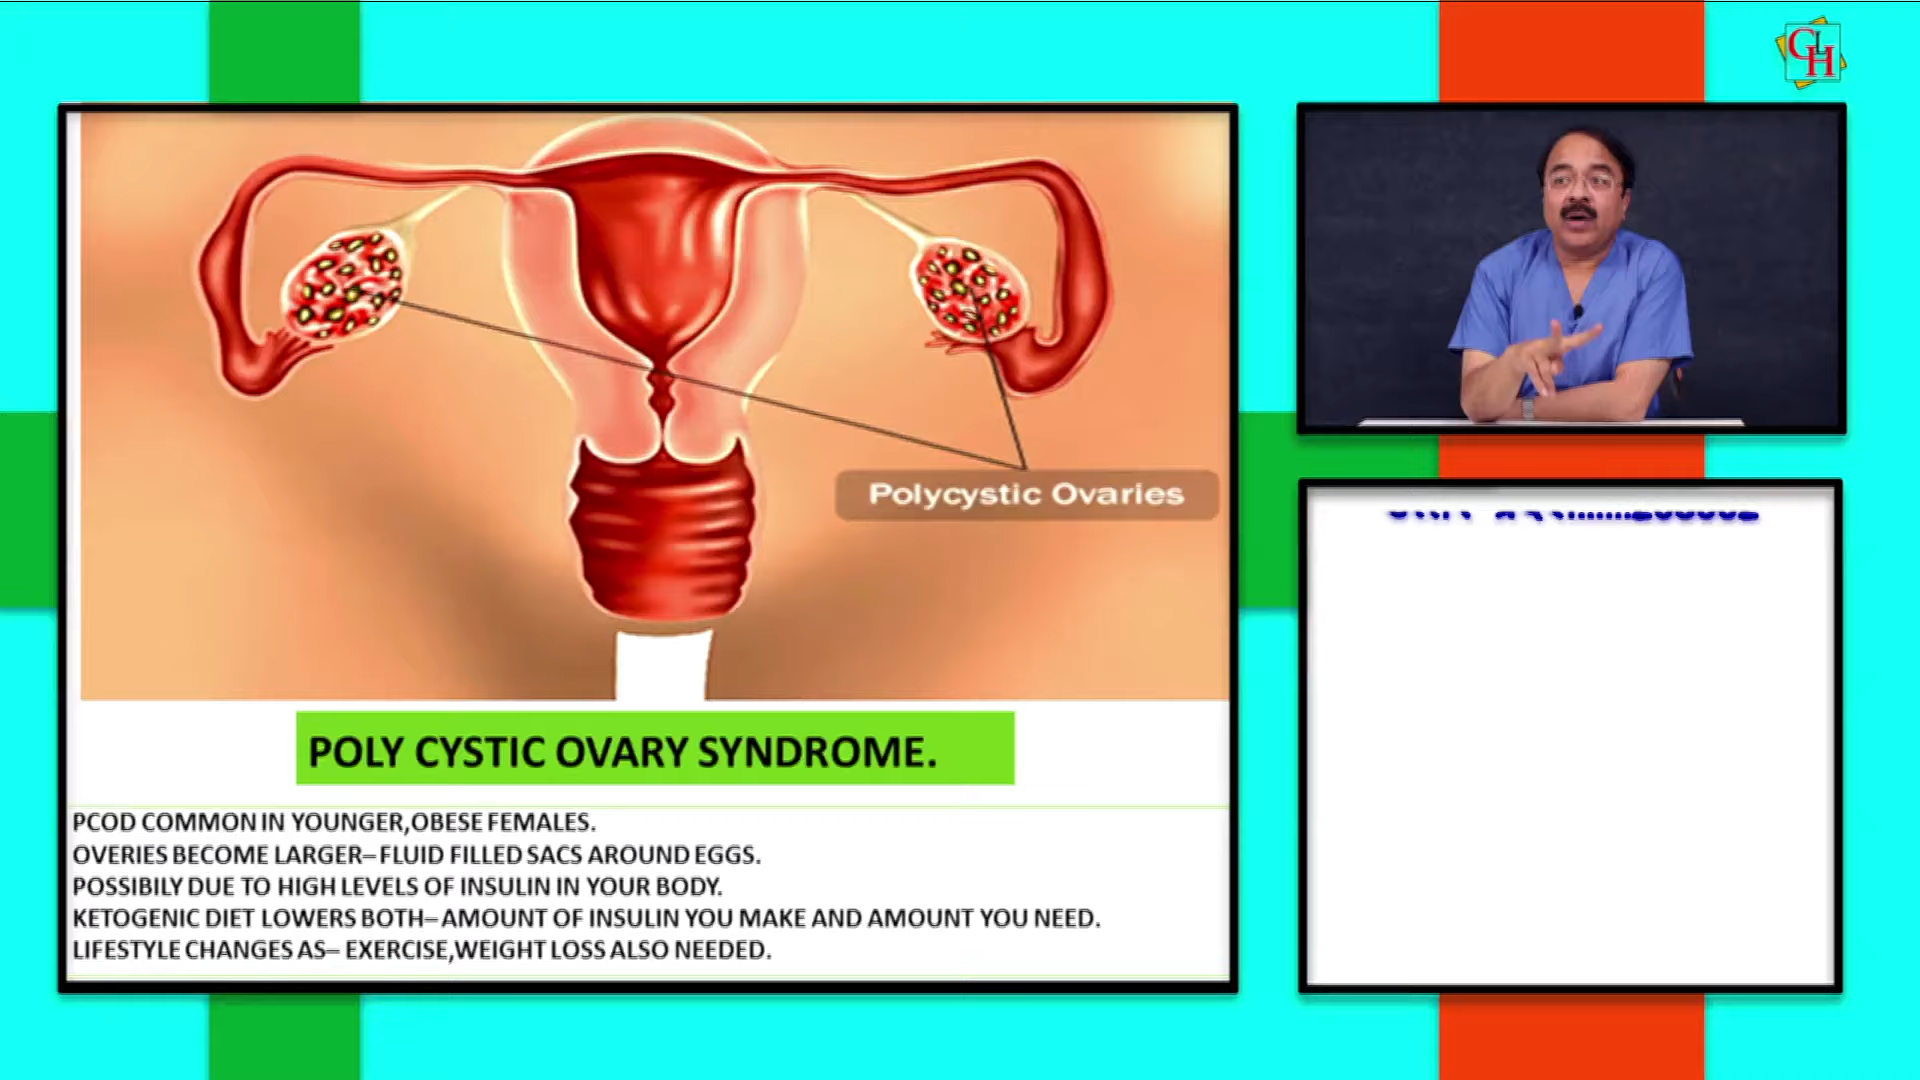 GLH
Polycystic Ovaries
POLY CYSTIC OVARY SYNDROME.
PCOD COMMON IN YOUNGER,OBESE FEMALES.
OVERIES BECOME LARGER–FLUID FILLED SACS AROUND EGGS.
POSSIBILY DUE TO HIGH LEVELS OF INSULIN IN YOUR BODY.
KETOGENIC DIET LOWERS BOTH–AMOUNT OF INSULIN YOU MAKE AND AMOUNT YOU NEED.
LIFESTYLE CHANGES AS– EXERCISE,WEIGHT LOSS ALSO NEEDED.